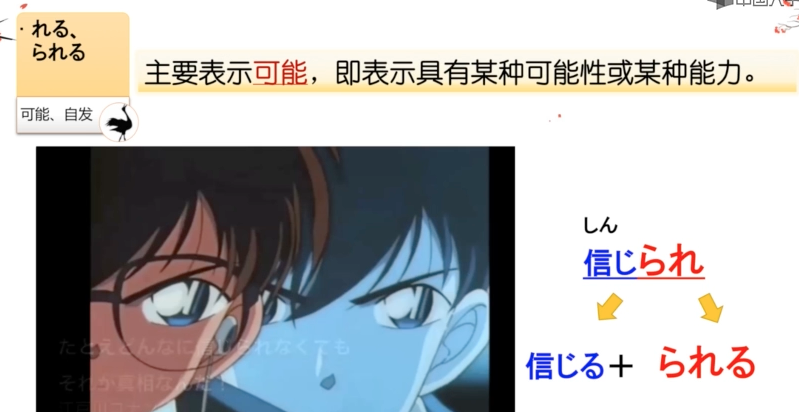 ・れる、
られる
可能、自发
主要表示可能，即表示具有某种可能性或某种能力。
しん
信じられ
信じる＋ られる
たとえどんなに信じられなくても
それが真相なんだ！